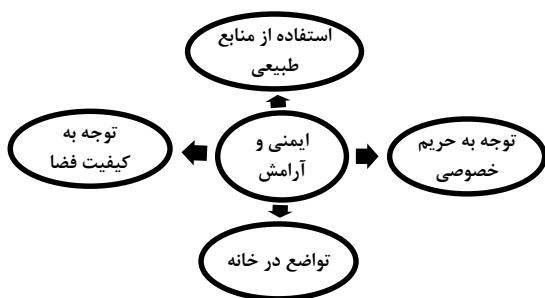 استفاده از منابع
طبیعی
توجه به حریم
خصوصی
ایمنی و
آرامش
توجه به
کیفیت فضا
تواضع در خانه